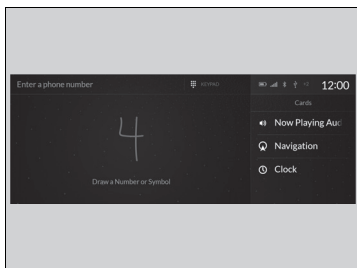 Enter a phone number
KEYPAD
12:00
4
Draw a Number or Symbol
Cards
Now Playing Aud
Navigation
Clock